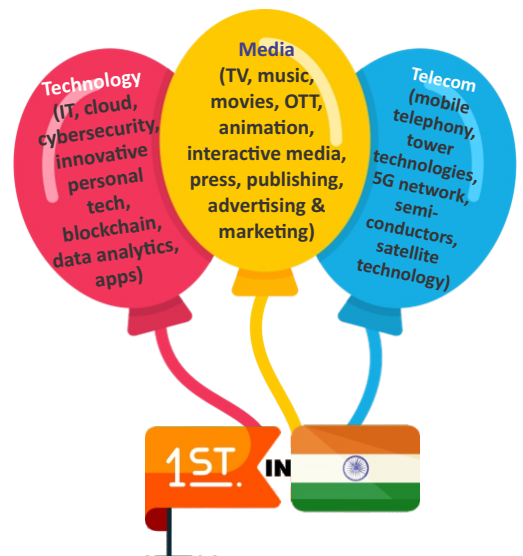 Technology
(IT, cloud,
cybersecurity,
innovative
personal
tech,
blockchain,
data analytics,
apps)
Media
(TV, music,
movies, OTT,
animation,
interactive media,
press, publishing,
advertising &
marketing)
Telecom
(mobile
telephony,
tower
technologies,
5G network,
semi-
conductors,
satellite
technology)
1ST.
IN